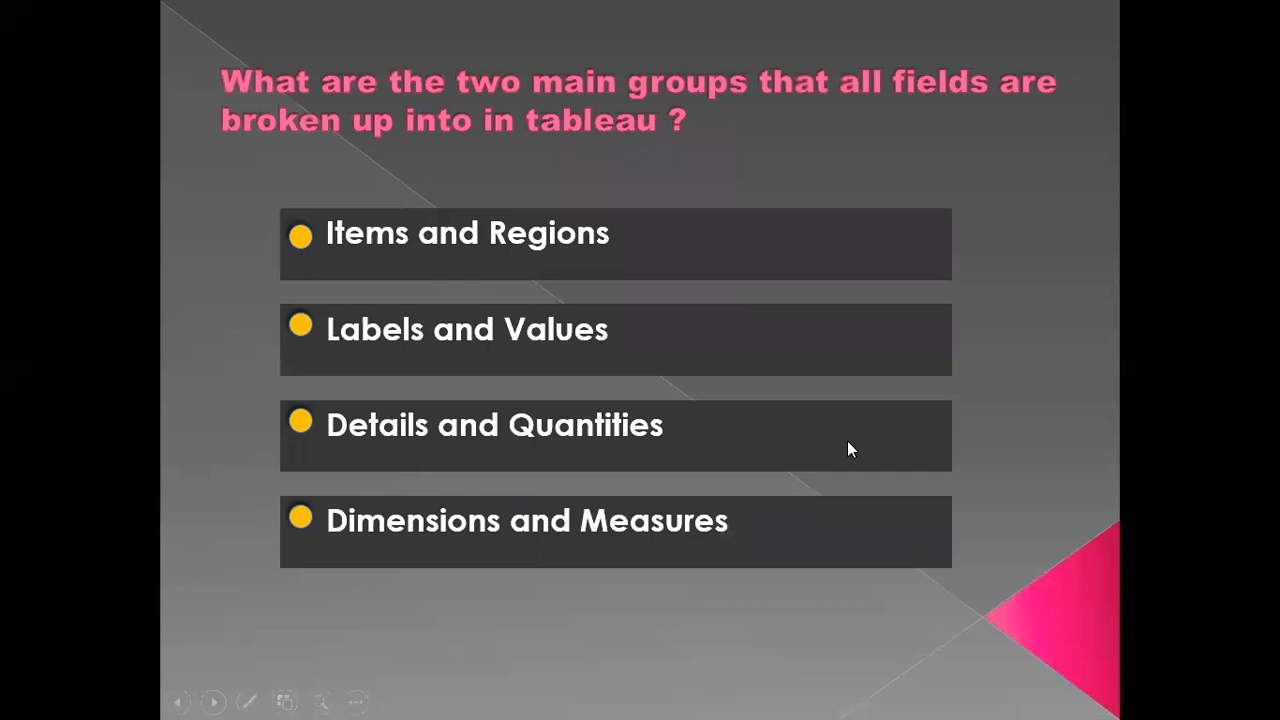 What are the two main groups that all fields are
broken up into in tableau ?
Items and Regions
Labels and Values
Details and Quantities
Dimensions and Measures